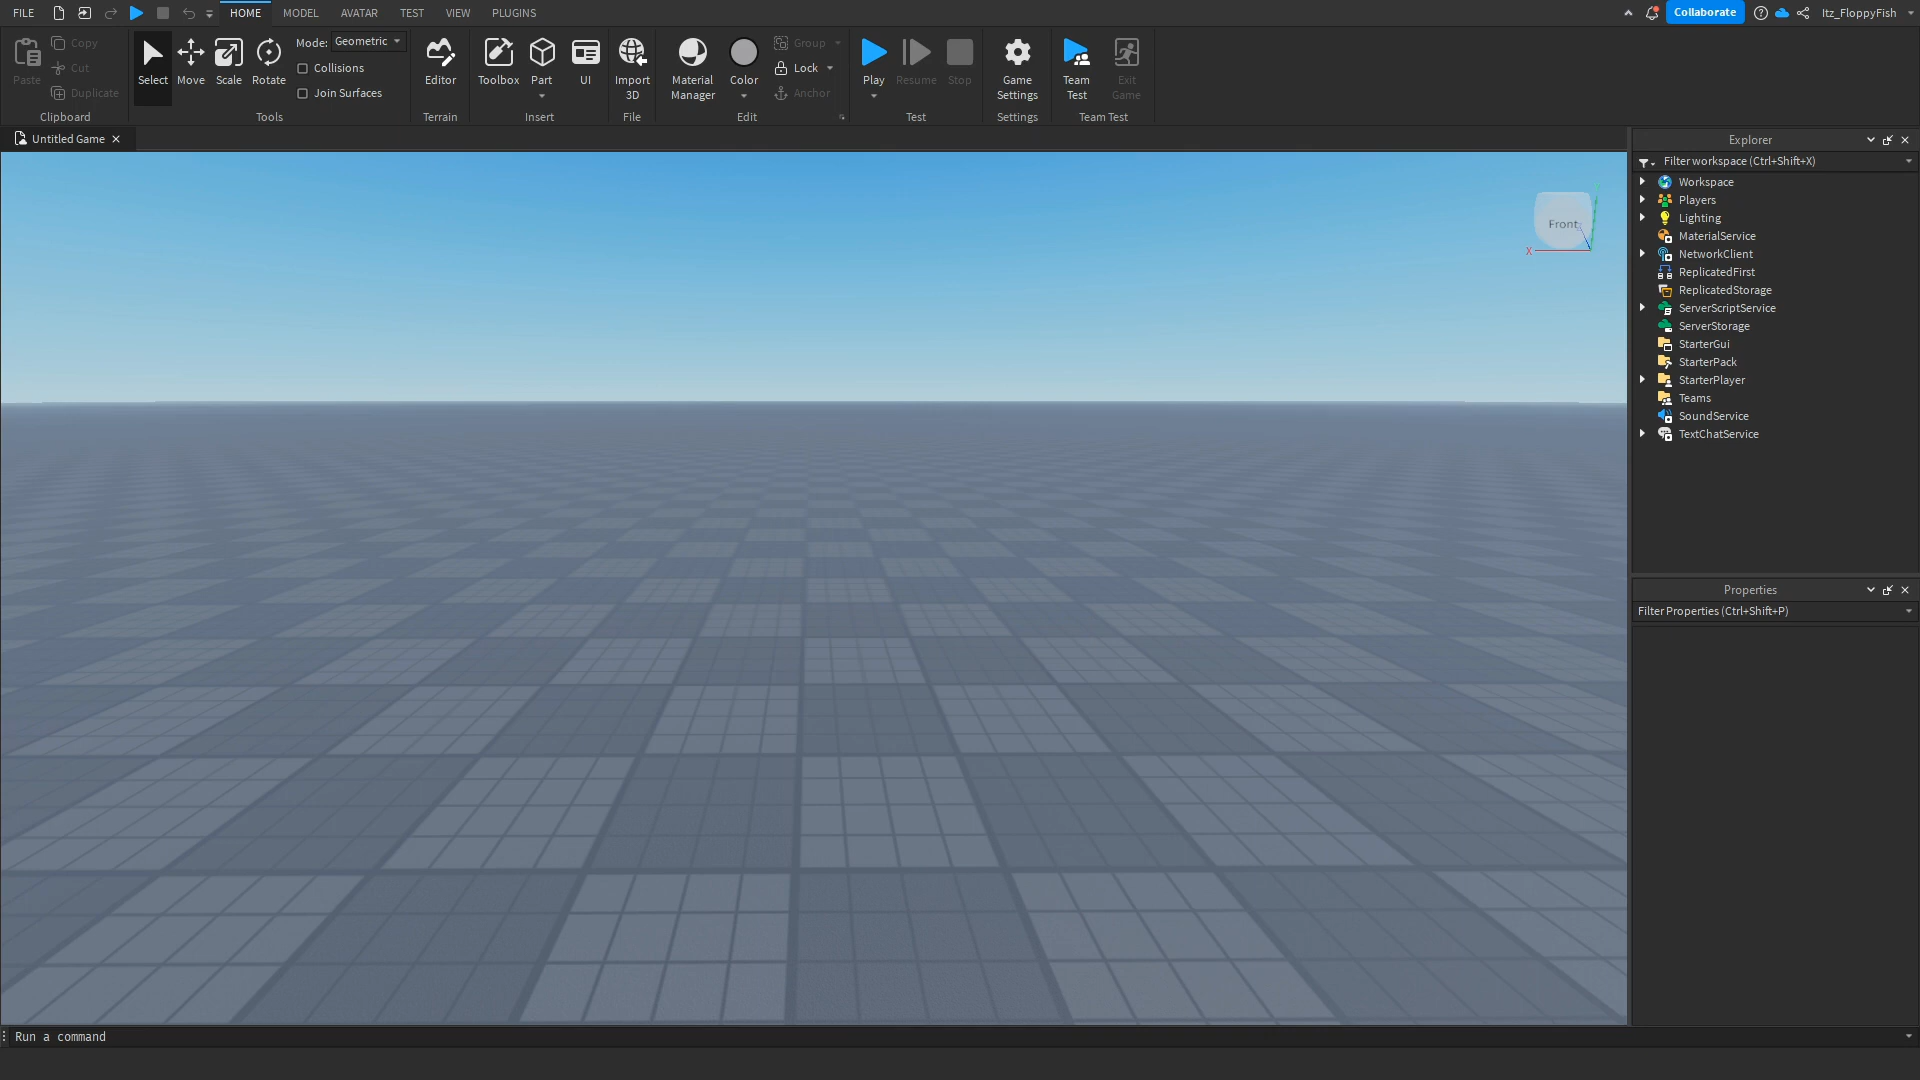 FILE HOME MODEL AVATAR TEST VIEW PLUGINS Collaborate Itz_FloppyFish
Paste
Copy
Cut
Duplicate
Clipboard
Select Move Scale Rotate
Mode: Geometric
Collisions
Join Surfaces
Tools
Editor
Terrain
Toolbox Part UI
Insert
Import
3D
File
Material
Manager
Color
Group
Lock
Anchor
Edit
Play Resume Stop
Test
Game
Settings
Settings
Team
Test
Exit
Game
Team Test
Untitled Game
Front
X
Explorer
Filter workspace (Ctrl+Shift+X)
Workspace
Players
Lighting
MaterialService
NetworkClient
ReplicatedFirst
ReplicatedStorage
ServerScriptService
ServerStorage
StarterGui
StarterPack
StarterPlayer
Teams
SoundService
TextChatService
Properties
Filter Properties (Ctrl+Shift+P)
Run a command